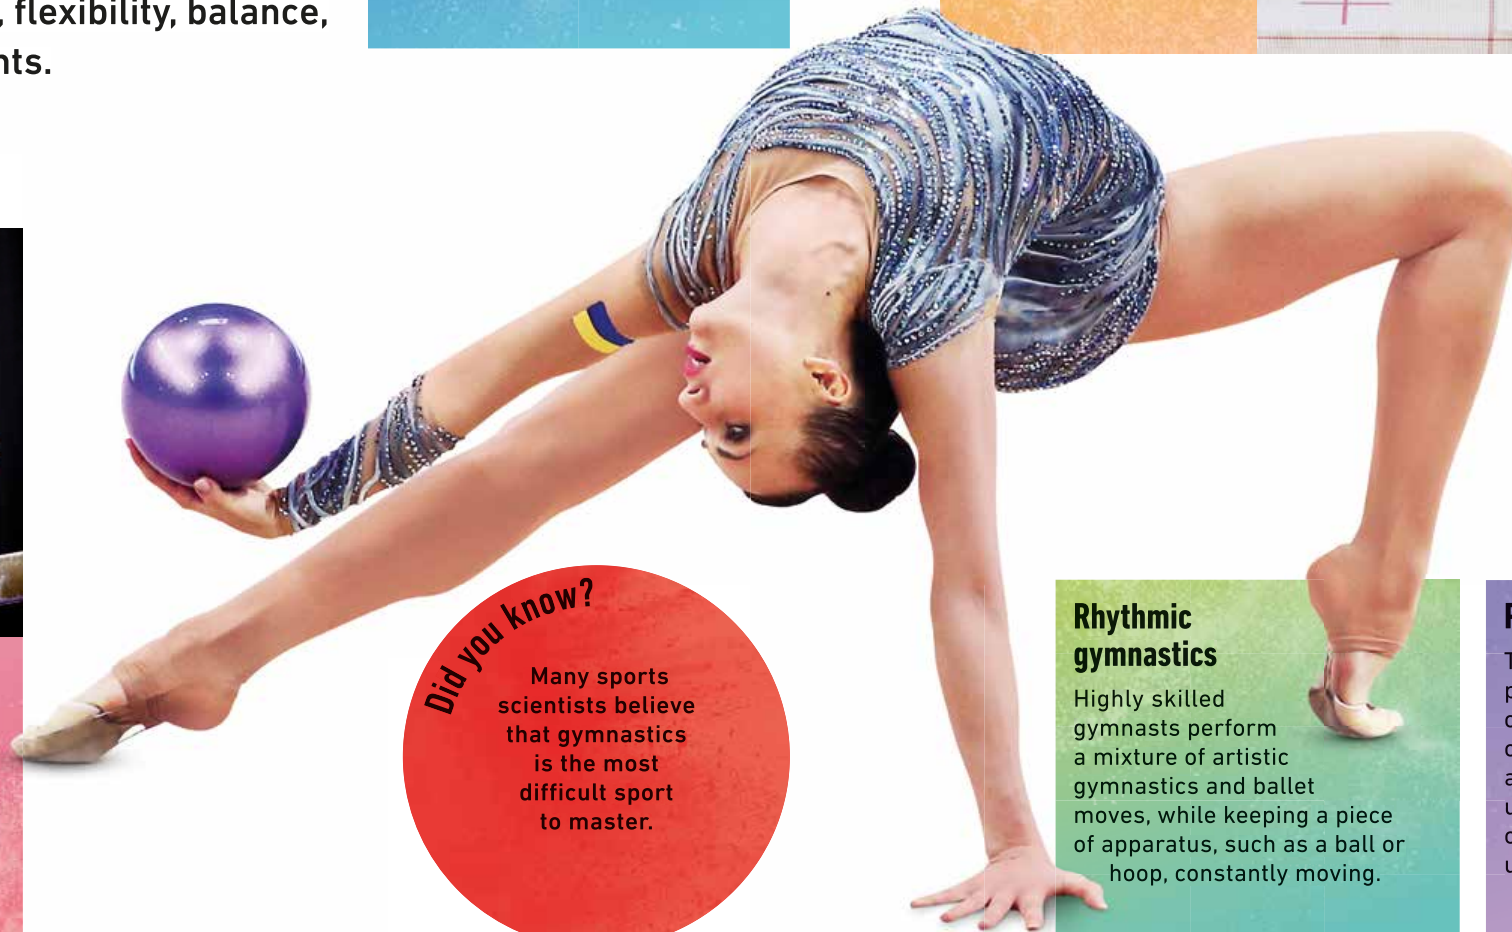 , flexibility, balance,
nts.
Did you know?
Many sports
scientists believe
that gymnastics
is the most
difficult sport
to master.
Rhythmic
gymnastics
Highly skilled
gymnasts perform
a mixture of artistic
gymnastics and ballet
moves, while keeping a piece
of apparatus, such as a ball or
hoop, constantly moving.